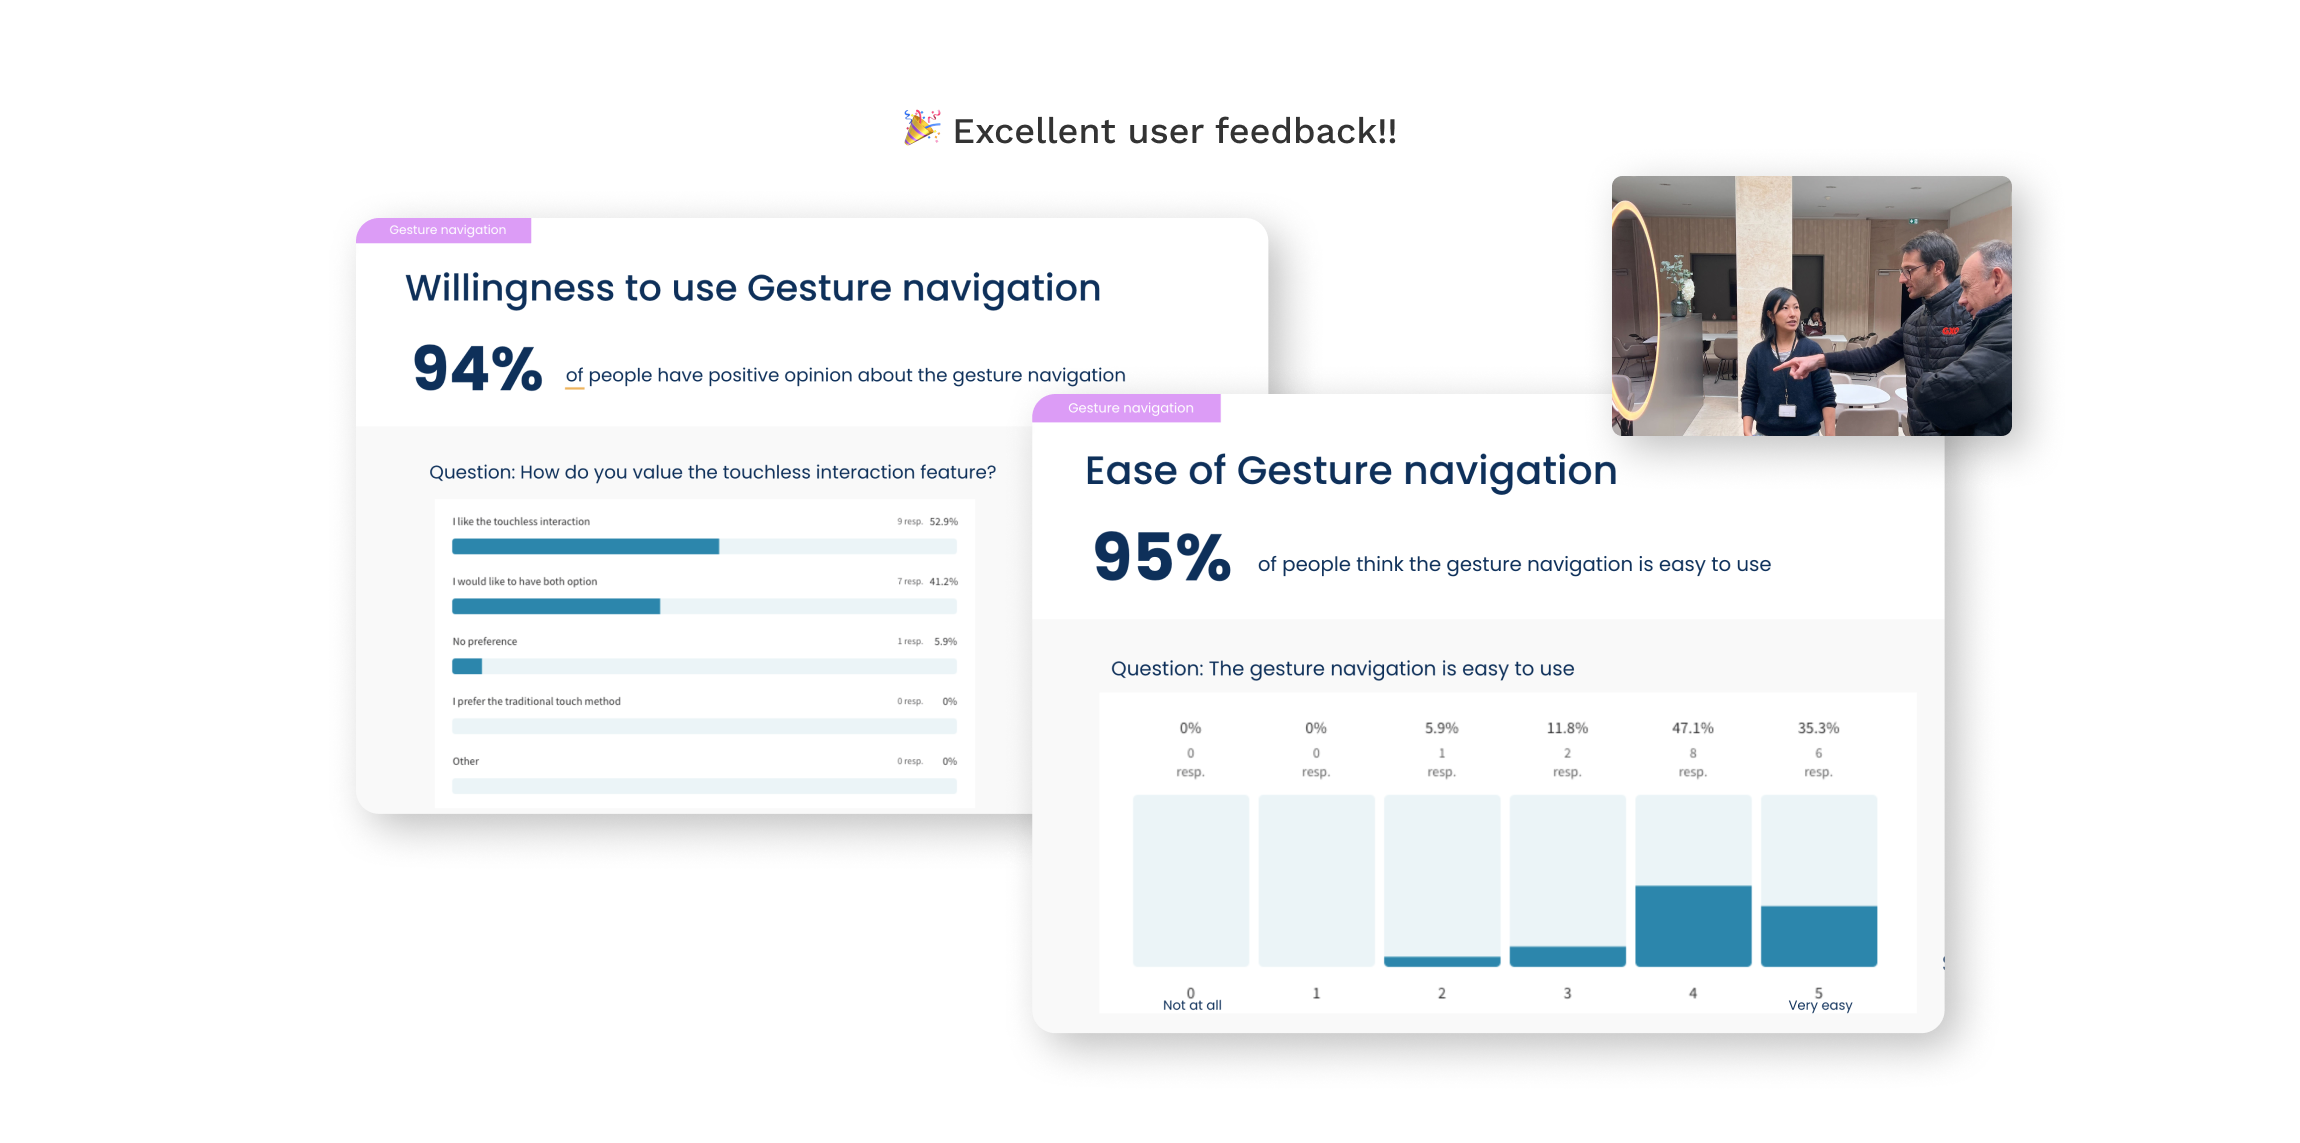 🎉 Excellent user feedback!!
Gesture navigation
Willingness to use Gesture navigation
94% of people have positive opinion about the gesture navigation
Question: How do you value the touchless interaction feature?
I like the touchless interaction 9 resp. 52.9%
I would like to have both option 7 resp. 41.2%
No preference 1 resp. 5.9%
I prefer the traditional touch method 0 resp. 0%
Other 0 resp. 0%
Gesture navigation
Ease of Gesture navigation
95% of people think the gesture navigation is easy to use
Question: The gesture navigation is easy to use
0% 0% 5.9% 11.8% 47.1% 35.3%
0 0 1 2 8 6
resp. resp. resp. resp. resp. resp.
0 1 2 3 4 5
Not at all Very easy